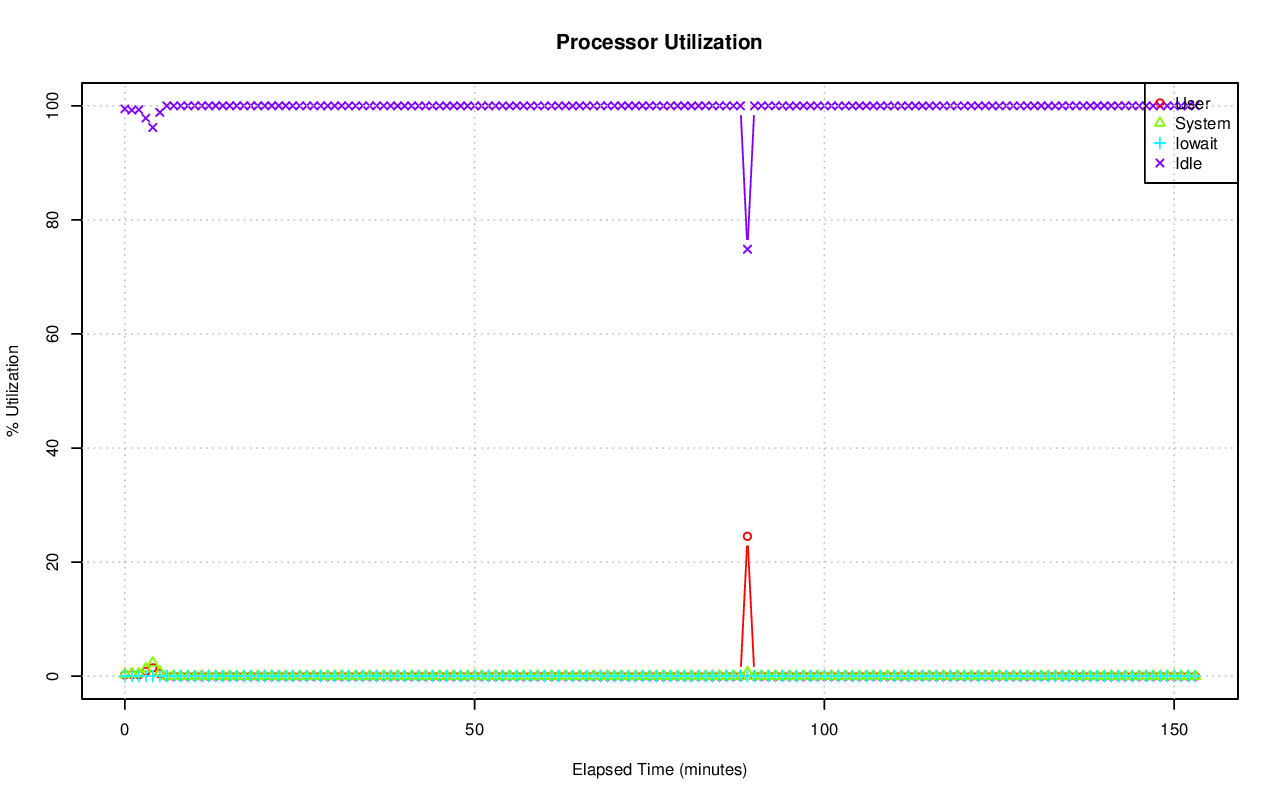 Processor Utilization
100
80
60
40
20
0
% Utilization
User
System
Iowait
Idle
0 50 100 150
Elapsed Time (minutes)